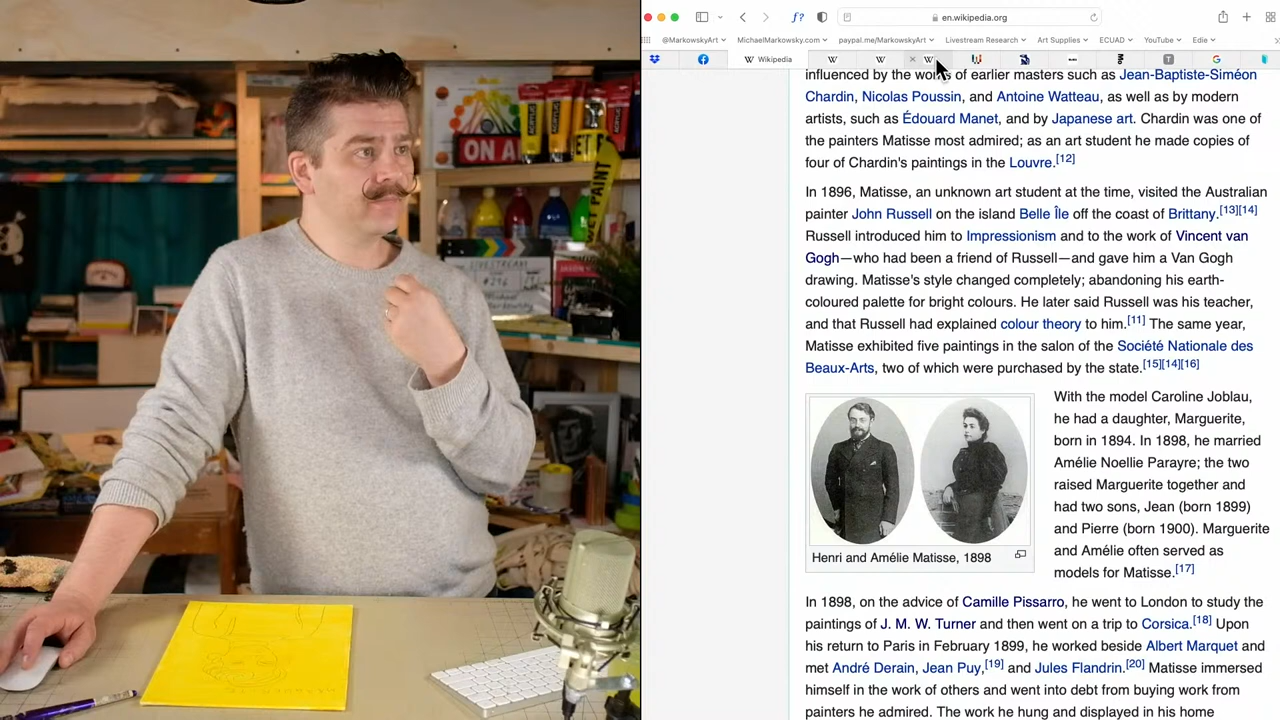 en.wikipedia.org
@MarkowskyArt
MichaelMarkowsky.com
paypal.me/MarkowskyArt
Livestream Research
Art Supplies
ECUAD
YouTube
Edie
Wikipedia
influenced by the works of earlier masters such as Jean-Baptiste-Siméon
Chardin, Nicolas Poussin, and Antoine Watteau, as well as by modern
artists, such as Édouard Manet, and by Japanese art. Chardin was one of
the painters Matisse most admired; as an art student he made copies of
four of Chardin's paintings in the Louvre.[12]
In 1896, Matisse, an unknown art student at the time, visited the Australian
painter John Russell on the island Belle Île off the coast of Brittany.[13][14]
Russell introduced him to Impressionism and to the work of Vincent van
Gogh—who had been a friend of Russell—and gave him a Van Gogh
drawing. Matisse's style changed completely; abandoning his earth-
coloured palette for bright colours. He later said Russell was his teacher,
and that Russell had explained colour theory to him.[11] The same year,
Matisse exhibited five paintings in the salon of the Société Nationale des
Beaux-Arts, two of which were purchased by the state.[15][14][16]
With the model Caroline Joblau,
he had a daughter, Marguerite,
born in 1894. In 1898, he married
Amélie Noellie Parayre; the two
raised Marguerite together and
had two sons, Jean (born 1899)
and Pierre (born 1900). Marguerite
and Amélie often served as
models for Matisse.[17]
Henri and Amélie Matisse, 1898
In 1898, on the advice of Camille Pissarro, he went to London to study the
paintings of J. M. W. Turner and then went on a trip to Corsica.[18] Upon
his return to Paris in February 1899, he worked beside Albert Marquet and
met André Derain, Jean Puy,[19] and Jules Flandrin.[20] Matisse immersed
himself in the work of others and went into debt from buying work from
painters he admired. The work he hung and displayed in his home
ON A
ET P
ET PAINT
LIVESTREAM